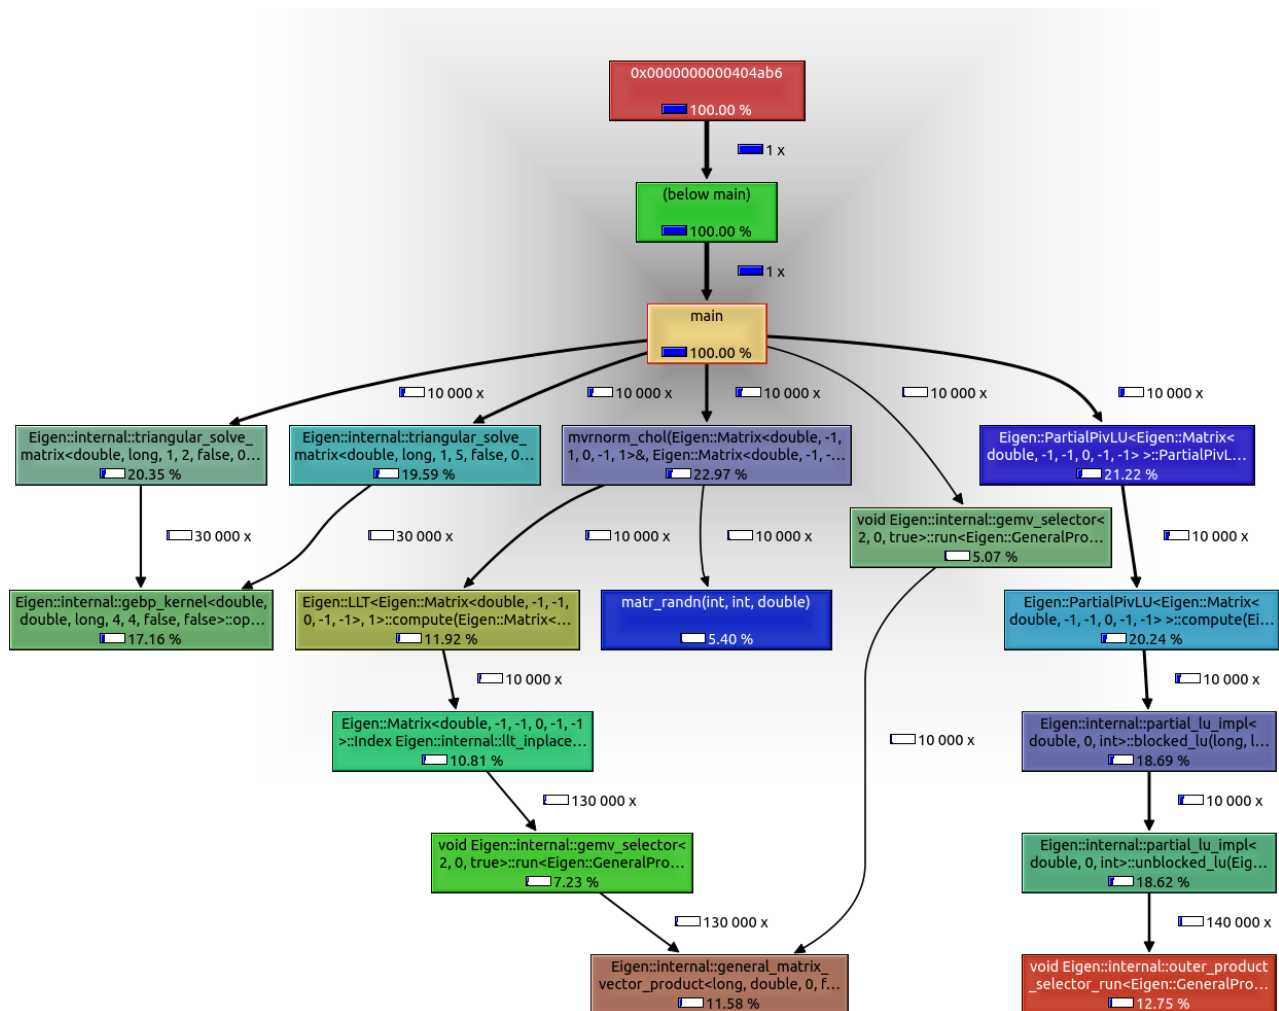 0x0000000000404ab6
100.00 %
1 x
(below main)
100.00 %
1 x
main
100.00 %
10 000 x
10 000 x
10 000 x
10 000 x
10 000 x
Eigen::internal::triangular_solve_
matrix<double, long, 1, 2, false, 0...
20.35 %
Eigen::internal::triangular_solve_
matrix<double, long, 1, 5, false, 0...
19.59 %
mvrnorm_chol(Eigen::Matrix<double, -1,
1, 0, -1, 1>&, Eigen::Matrix<double, -1, -...
22.97 %
Eigen::PartialPivLU<Eigen::Matrix<
double, -1, -1, 0, -1, -1> >::PartialPivL...
21.22 %
void Eigen::internal::gemv_selector<
2, 0, true>::run<Eigen::GeneralPro...
5.07 %
30 000 x
30 000 x
10 000 x
10 000 x
10 000 x
Eigen::internal::gebp_kernel<double,
double, long, 4, 4, false, false>::op...
17.16 %
Eigen::LLT<Eigen::Matrix<double, -1, -1,
0, -1, -1>, 1>::compute(Eigen::Matrix<...
11.92 %
matr_randn(int, int, double)
5.40 %
Eigen::PartialPivLU<Eigen::Matrix<
double, -1, -1, 0, -1, -1> >::compute(Ei...
20.24 %
10 000 x
10 000 x
Eigen::Matrix<double, -1, -1, 0, -1, -1
>::Index Eigen::internal::llt_inplace...
10.81 %
10 000 x
Eigen::internal::partial_lu_impl<
double, 0, int>::blocked_lu(long, l...
18.69 %
130 000 x
10 000 x
void Eigen::internal::gemv_selector<
2, 0, true>::run<Eigen::GeneralPro...
7.23 %
Eigen::internal::partial_lu_impl<
double, 0, int>::unblocked_lu(Eig...
18.62 %
130 000 x
140 000 x
Eigen::internal::general_matrix_
vector_product<long, double, 0, f...
11.58 %
void Eigen::internal::outer_product
_selector_run<Eigen::GeneralPro...
12.75 %